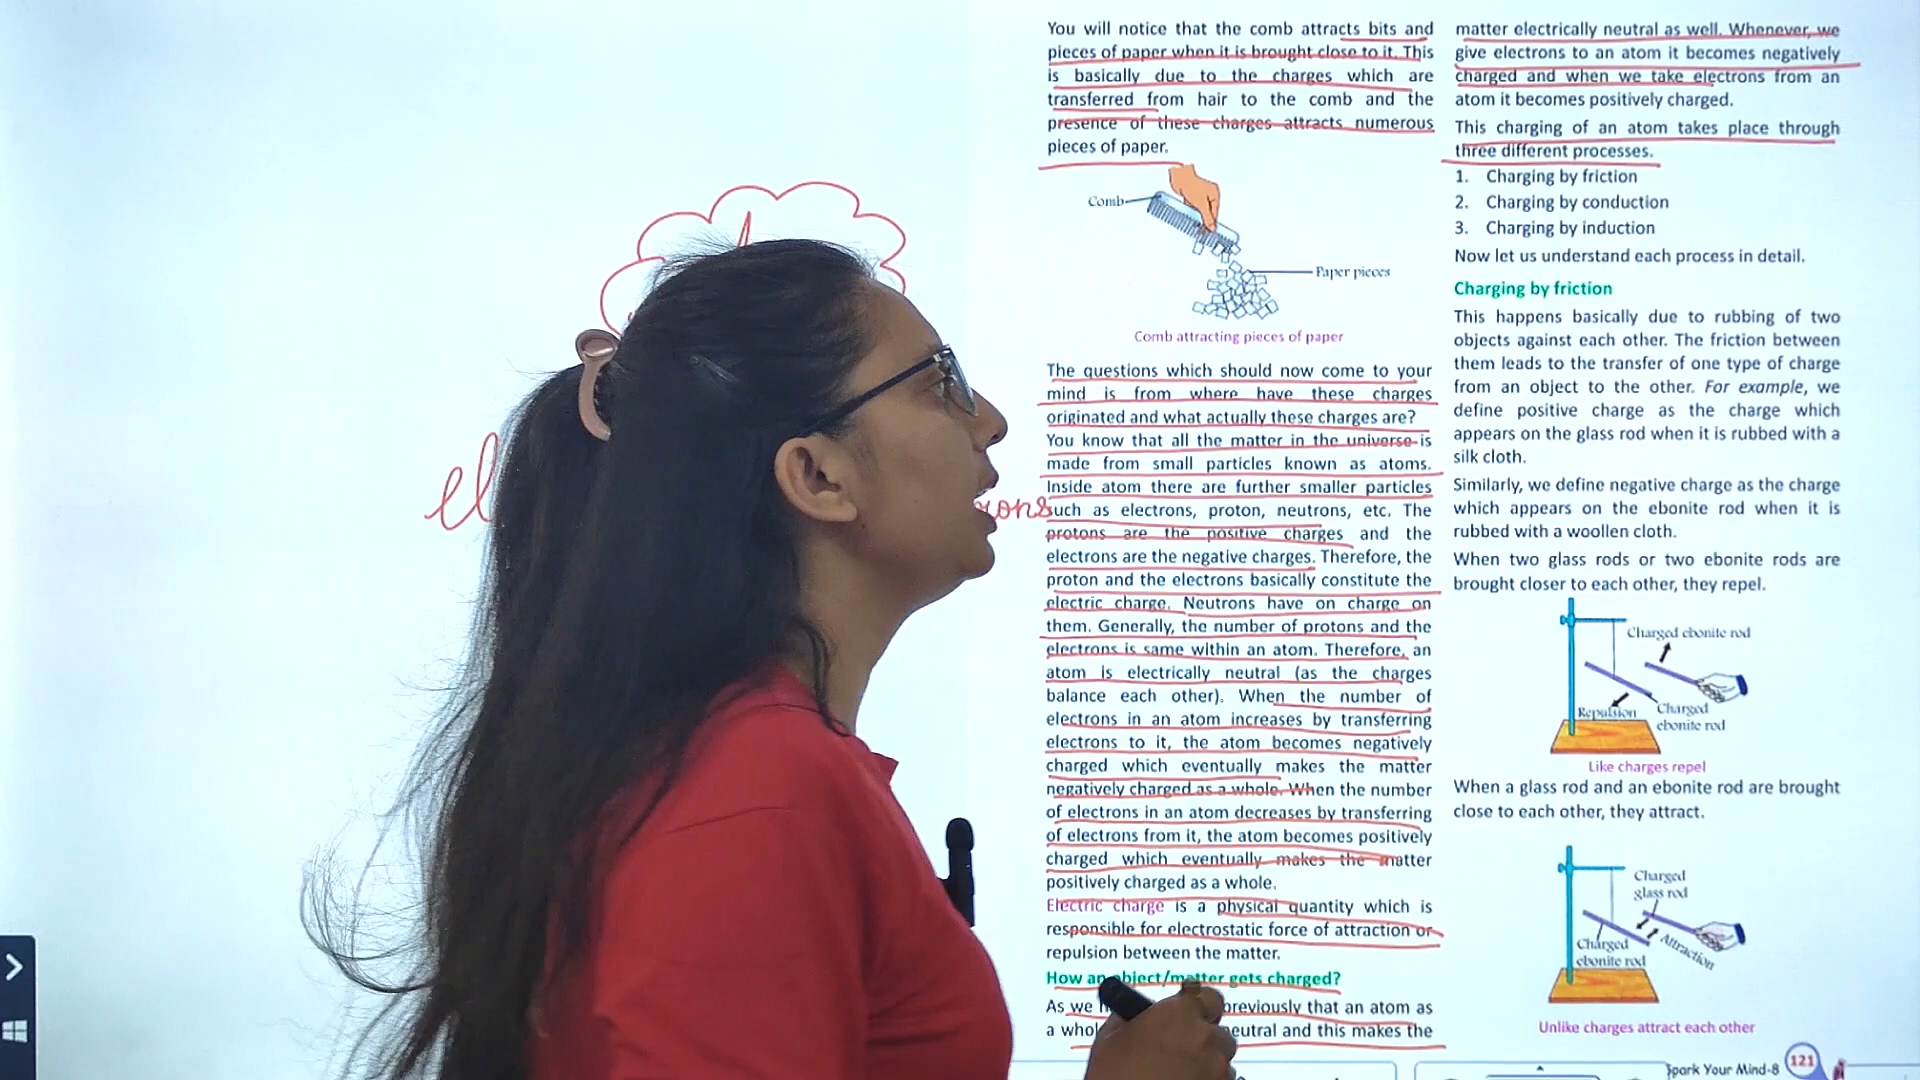 You will notice that the comb attracts bits and
pieces of paper when it is brought close to it. This
is basically due to the charges which are
transferred from hair to the comb and the
presence of these charges attracts numerous
pieces of paper.
Comb
Paper pieces
Comb attracting pieces of paper
The questions which should now come to your
mind is from where have these charges
originated and what actually these charges are?
You know that all the matter in the universe is
made from small particles known as atoms.
Inside atom there are further smaller particles
such as electrons, proton, neutrons, etc. The
protons are the positive charges and the
electrons are the negative charges. Therefore, the
proton and the electrons basically constitute the
electric charge. Neutrons have on charge on
them. Generally, the number of protons and the
electrons is same within an atom. Therefore, an
atom is electrically neutral (as the charges
balance each other). When the number of
electrons in an atom increases by transferring
electrons to it, the atom becomes negatively
charged which eventually makes the matter
negatively charged as a whole. When the number
of electrons in an atom decreases by transferring
of electrons from it, the atom becomes positively
charged which eventually makes the matter
positively charged as a whole.
Electric charge is a physical quantity which is
responsible for electrostatic force of attraction or
repulsion between the matter.
How an object/matter gets charged?
As we previously that an atom as
a neutral and this makes the
matter electrically neutral as well. Whenever, we
give electrons to an atom it becomes negatively
charged and when we take electrons from an
atom it becomes positively charged.
This charging of an atom takes place through
three different processes.
1. Charging by friction
2. Charging by conduction
3. Charging by induction
Now let us understand each process in detail.
Charging by friction
This happens basically due to rubbing of two
objects against each other. The friction between
them leads to the transfer of one type of charge
from an object to the other. For example, we
define positive charge as the charge which
appears on the glass rod when it is rubbed with a
silk cloth.
Similarly, we define negative charge as the charge
which appears on the ebonite rod when it is
rubbed with a woollen cloth.
When two glass rods or two ebonite rods are
brought closer to each other, they repel.
Charged ebonite rod
Repulsion
Charged
ebonite rod
Like charges repel
When a glass rod and an ebonite rod are brought
close to each other, they attract.
Charged
glass rod
Charged
ebonite rod
Attraction
Unlike charges attract each other
Spark Your Mind-8
121
el
rons